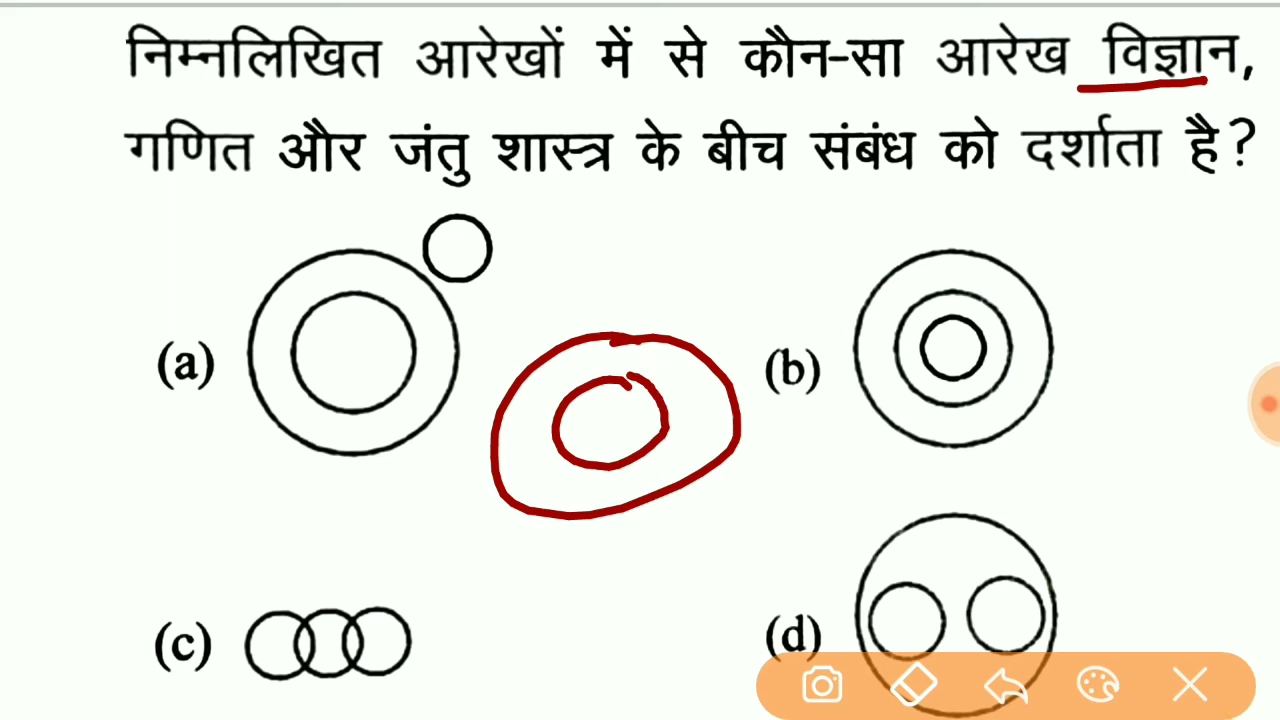 निम्नलिखित आरेखों में से कौन-सा आरेख विज्ञान,
गणित और जंतु शास्त्र के बीच संबंध को दर्शाता है?
(a)
(b)
(c)
(d)